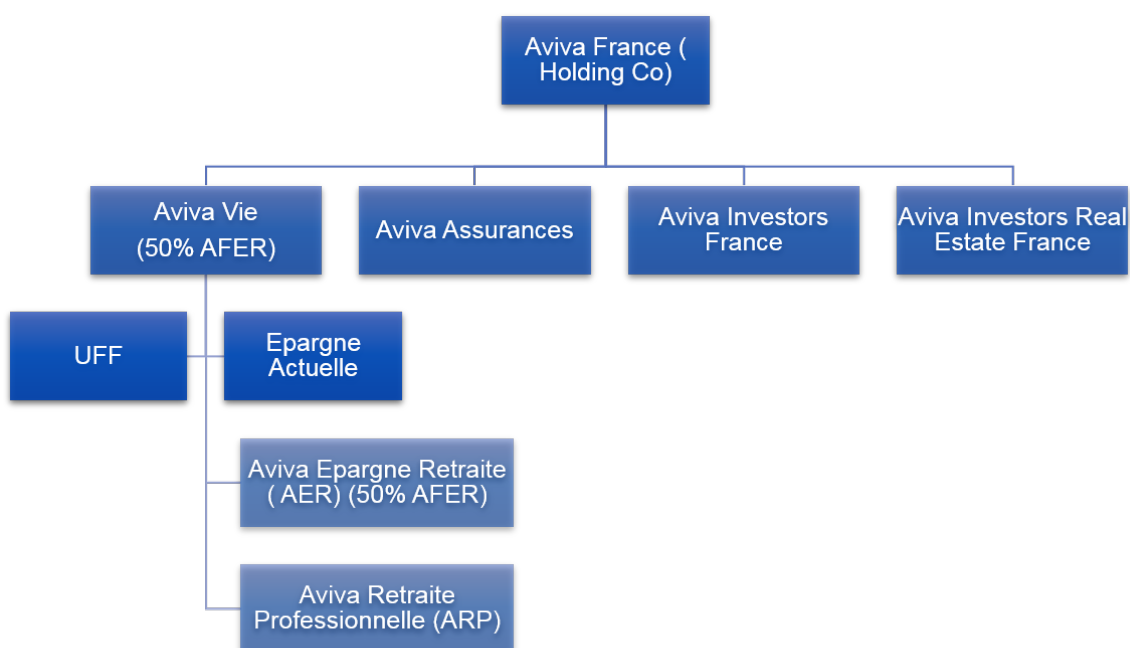 Aviva France (
Holding Co)
Aviva Vie
(50% AFER)
Aviva Assurances
Aviva Investors
France
Aviva Investors Real
Estate France
UFF
Epargne
Actuelle
Aviva Epargne Retraite
( AER) (50% AFER)
Aviva Retraite
Professionnelle (ARP)